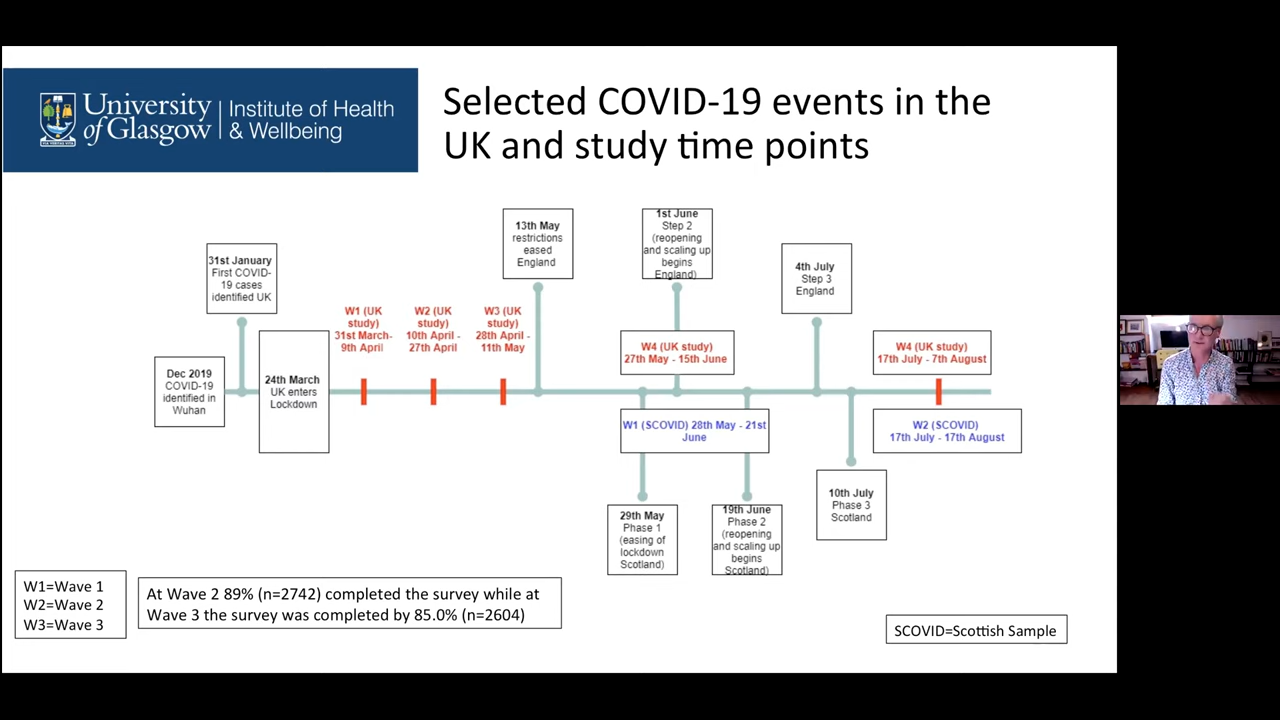 University
of Glasgow
Institute of Health
& Wellbeing
Selected COVID-19 events in the
UK and study time points
13th May
restrictions
eased
England
1st June
Step 2
(reopening
and scaling up
begins
England)
31st January
First COVID-
19 cases
identified UK
4th July
Step 3
England
W1 (UK
study)
31st March-
9th April
W2 (UK
study)
10th April -
27th April
W3 (UK
study)
28th April -
11th May
W4 (UK study)
27th May - 15th June
W4 (UK study)
17th July - 7th August
Dec 2019
COVID-19
identified in
Wuhan
24th March
UK enters
Lockdown
W1 (SCOVID) 28th May - 21st
June
W2 (SCOVID)
17th July - 17th August
29th May
Phase 1
(easing of
lockdown
Scotland)
19th June
Phase 2
(reopening
and scaling up
begins
Scotland)
10th July
Phase 3
Scotland
W1=Wave 1
W2=Wave 2
W3=Wave 3
At Wave 2 89% (n=2742) completed the survey while at
Wave 3 the survey was completed by 85.0% (n=2604)
SCOVID=Scottish Sample